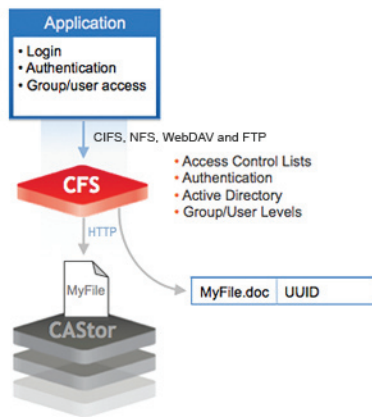 Application
• Login
• Authentication
• Group/user access
CIFS, NFS, WebDAV and FTP
• Access Control Lists
• Authentication
• Active Directory
• Group/User Levels
CFS
HTTP
MyFile
MyFile.doc UUID
CAStor